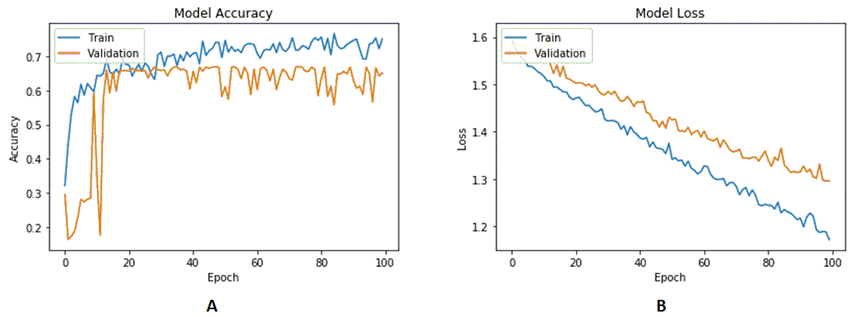 Model Accuracy
Train
Validation
0.7
0.6
0.5
0.4
0.3
0.2
Accuracy
0 20 40 60 80 100
Epoch
A
Model Loss
1.6
Train
Validation
1.5
1.4
1.3
1.2
Loss
0 20 40 60 80 100
Epoch
B